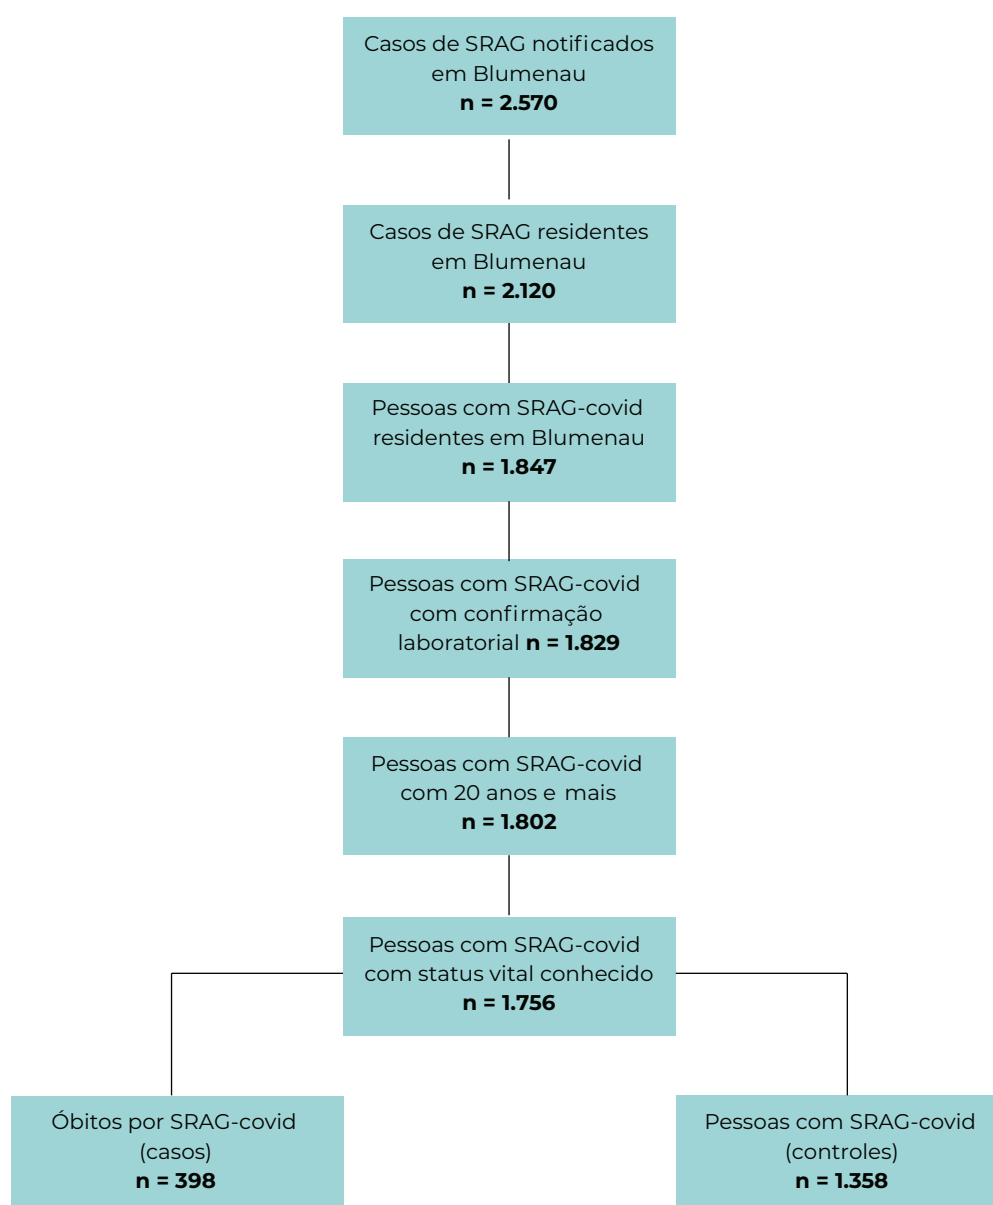 Casos de SRAG notificados
em Blumenau
n = 2.570
Casos de SRAG residentes
em Blumenau
n = 2.120
Pessoas com SRAG-covid
residentes em Blumenau
n = 1.847
Pessoas com SRAG-covid
com confirmação
laboratorial n = 1.829
Pessoas com SRAG-covid
com 20 anos e mais
n = 1.802
Pessoas com SRAG-covid
com status vital conhecido
n = 1.756
Óbitos por SRAG-covid
(casos)
n = 398
Pessoas com SRAG-covid
(controles)
n = 1.358